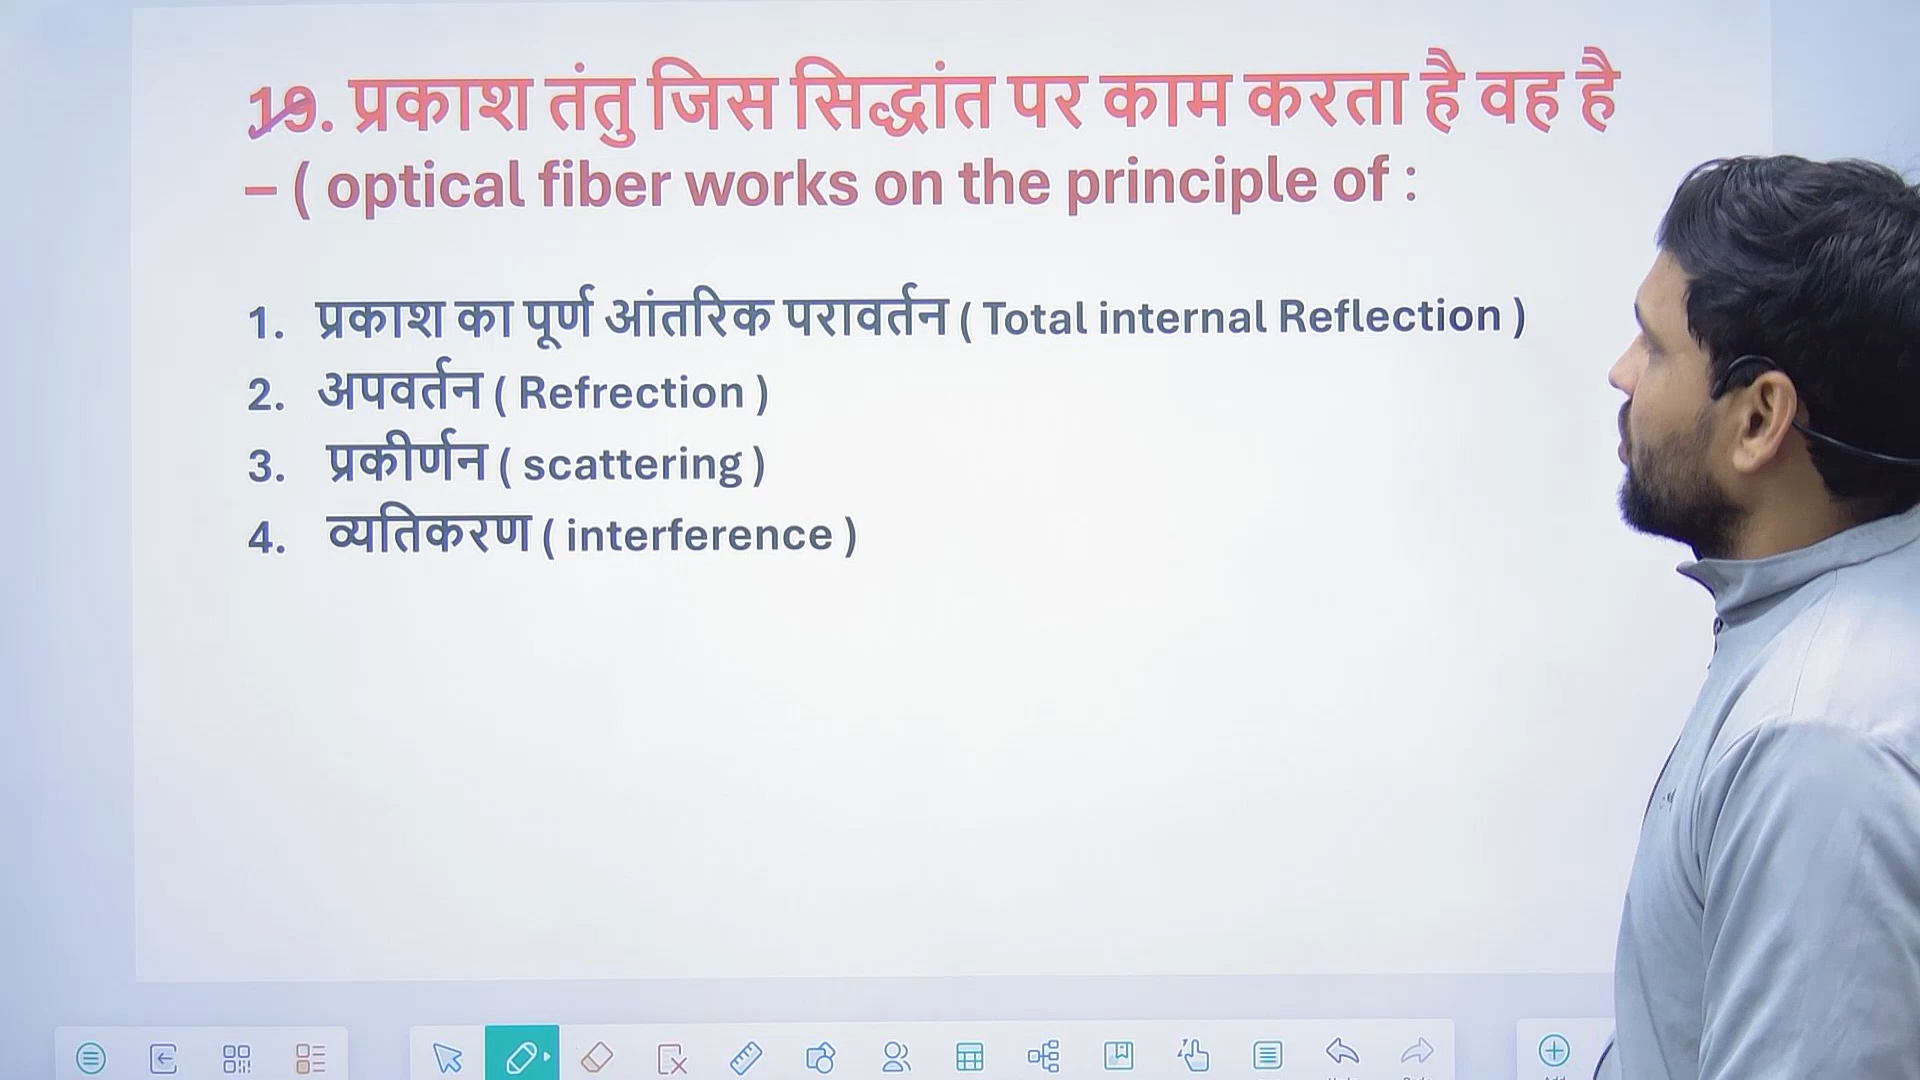 19. प्रकाश तंतु जिस सिद्धांत पर काम करता है वह है
– ( optical fiber works on the principle of :
1. प्रकाश का पूर्ण आंतरिक परावर्तन ( Total internal Reflection )
2. अपवर्तन ( Refrection )
3. प्रकीर्णन ( scattering )
4. व्यतिकरण ( interference )